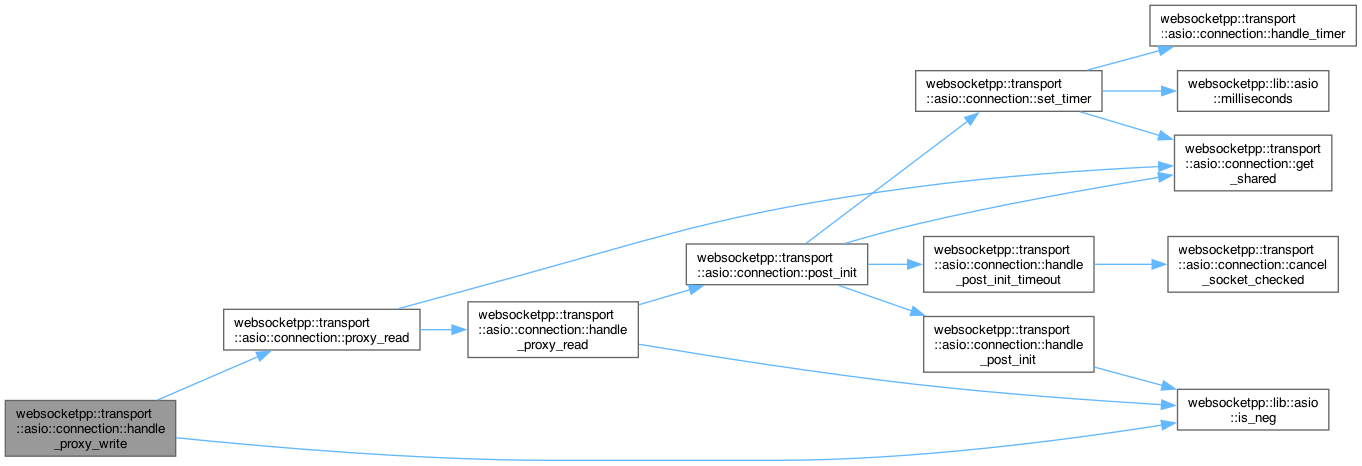 websocketpp::transport
::asio::connection::handle
_proxy_write
websocketpp::transport
::asio::connection::proxy_read
websocketpp::transport
::asio::connection::handle
_proxy_read
websocketpp::transport
::asio::connection::post_init
websocketpp::transport
::asio::connection::set_timer
websocketpp::transport
::asio::connection::handle_timer
websocketpp::lib::asio
::milliseconds
websocketpp::transport
::asio::connection::get
_shared
websocketpp::transport
::asio::connection::handle
_post_init_timeout
websocketpp::transport
::asio::connection::cancel
_socket_checked
websocketpp::transport
::asio::connection::handle
_post_init
websocketpp::lib::asio
::is_neg